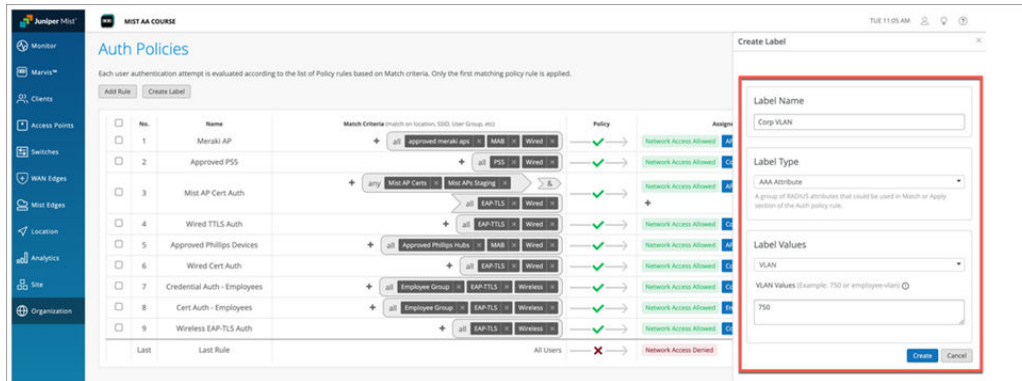 Juniper Mist
MIST AA COURSE
TUE 11:05 AM
Monitor
Marvis™
Clients
Access Points
Switches
WAN Edges
Mist Edges
Location
Analytics
Site
Organization
Auth Policies
Each user authentication attempt is evaluated according to the list of Policy rules based on Match criteria. Only the first matching policy rule is applied.
Add Rule Create Label
No. Name Match Criteria (match on location, SSID, User Group, etc) Policy
1 Meraki AP + all approved meraki aps × MAB × Wired × Network Access Allowed
2 Approved PSS + all PSS × Wired × Network Access Allowed
3 Mist AP Cert Auth + any Mist AP Certs × Mist APs Staging × & Network Access Allowed
all EAP-TLS × Wired × +
4 Wired TTLS Auth + all EAP-TTLS × Wired × Network Access Allowed
5 Approved Phillips Devices + all Approved Phillips Hubs × MAB × Wired × Network Access Allowed
6 Wired Cert Auth + all EAP-TLS × Wired × Network Access Allowed
7 Credential Auth - Employees + all Employee Group × EAP-TTLS × Wireless × Network Access Allowed
8 Cert Auth - Employees + all Employee Group × EAP-TLS × Wireless × Network Access Allowed
9 Wireless EAP-TLS Auth + all EAP-TLS × Wireless × Network Access Allowed
Last Last Rule All Users Network Access Denied
Create Label ×
Label Name
Corp VLAN
Label Type
AAA Attribute
A group of RADIUS attributes that could be used in Match or Apply
section of the Auth policy rule.
Label Values
VLAN
VLAN Values (Example: 750 or employee-vlan)
750
Create Cancel